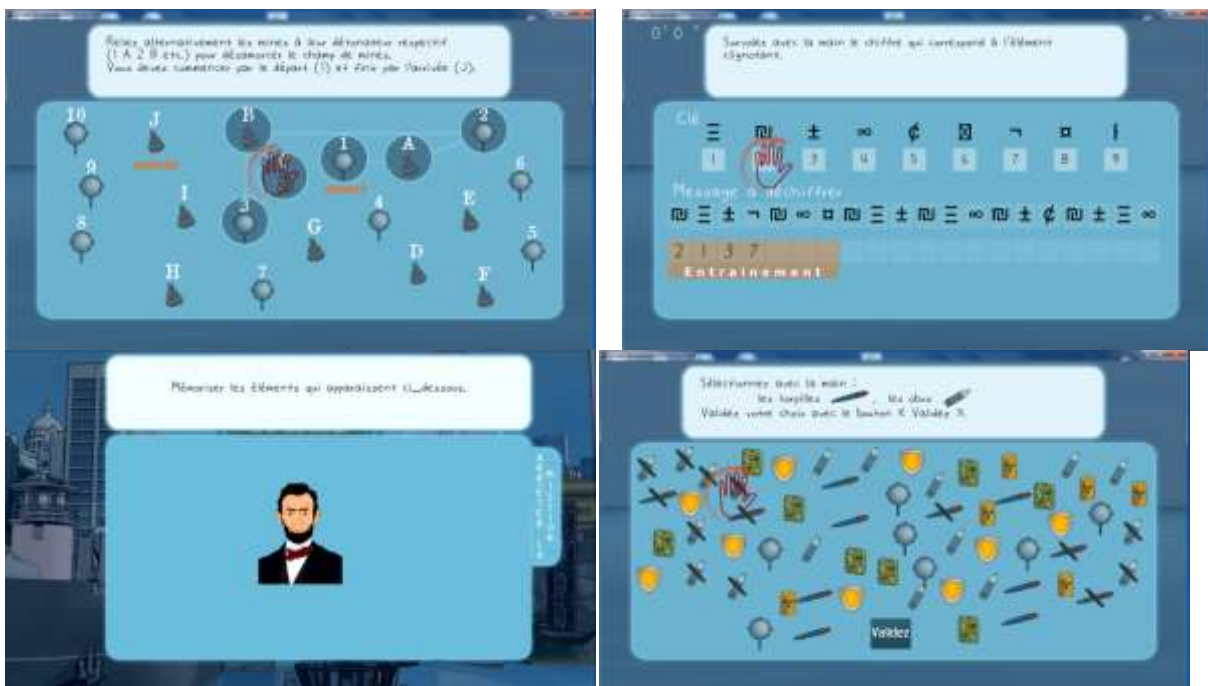 Reliez alternativement les mines à leur détonateur respectif
(1 A 2 B etc.) pour désamorcer le champ de mines.
Vous devez commencer par le départ (1) et finir par l'arrivée (J).
10 J B 1 A 2
9 I 3 4 E 6
8 G 5
H 7 D F
0' 0 "
Survolez avec la main le chiffre qui correspond à l'élément
clignotant.
Clé
Ξ ₪ ± ∞ ¢ ¬ ¤ |
1 3 4 5 6 7 8 9
Message à déchiffrer
₪ Ξ ± ¬ ₪ ∞ ¤ ₪ Ξ ± ₪ Ξ ∞ ₪ ± ¢ ₪ ± Ξ ∞
2 1 3 7
Entrainement
Mémoriser les éléments qui apparaissent ci_dessous.
Sélectionnez avec la main :
les torpilles , les obus
Validez votre choix avec le bouton « Validez ».
Validez